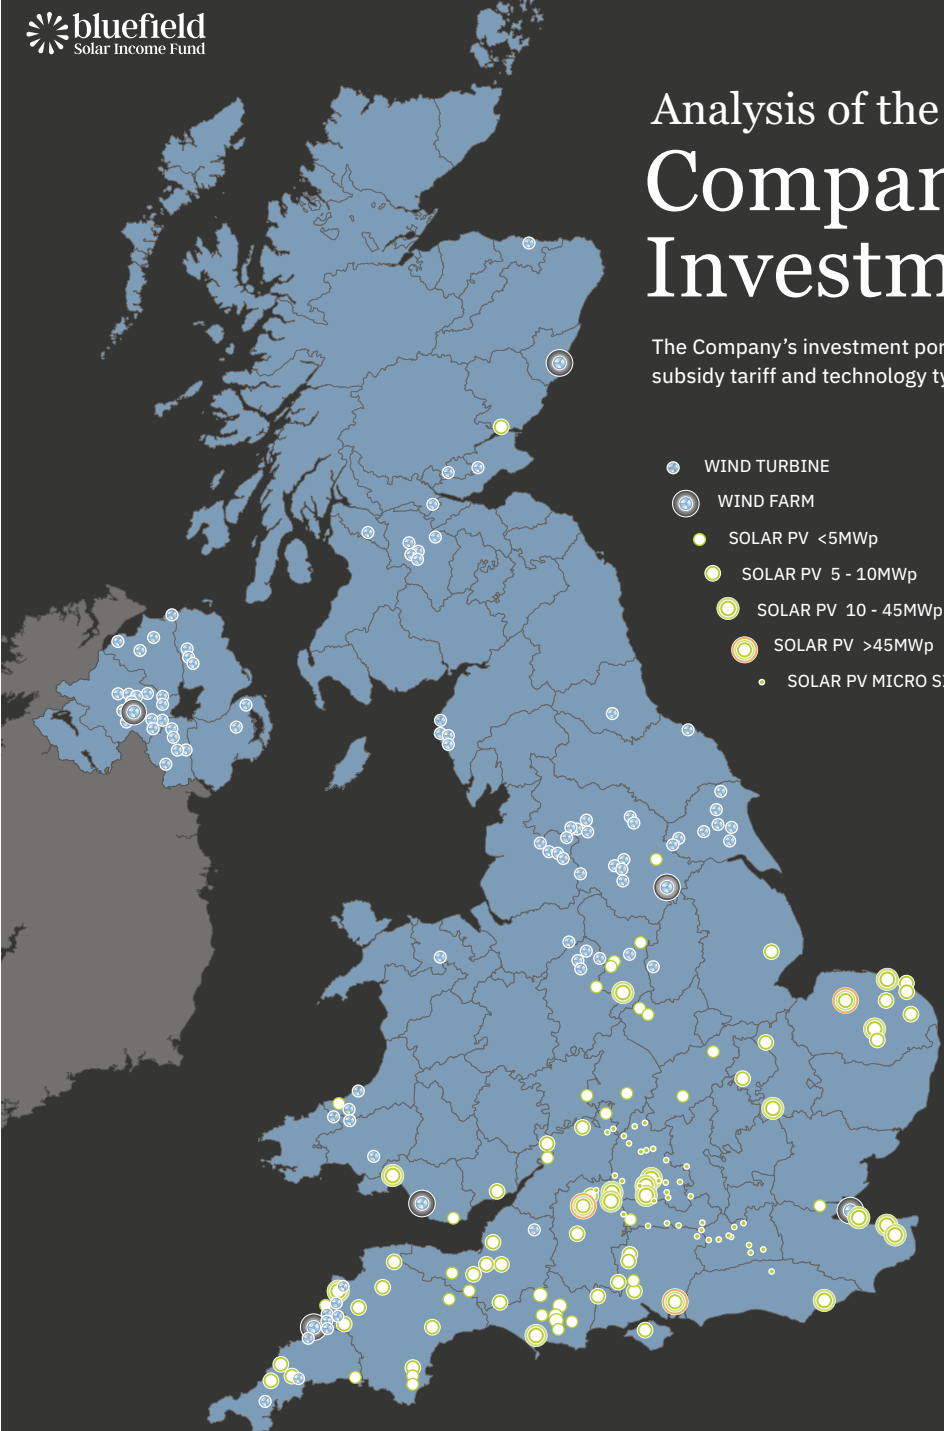 bluefield
Solar Income Fund
Analysis of the
Compan
Investm
The Company’s investment por
subsidy tariff and technology ty
WIND TURBINE
WIND FARM
SOLAR PV <5MWp
SOLAR PV 5 - 10MWp
SOLAR PV 10 - 45MWp
SOLAR PV >45MWp
SOLAR PV MICRO SI